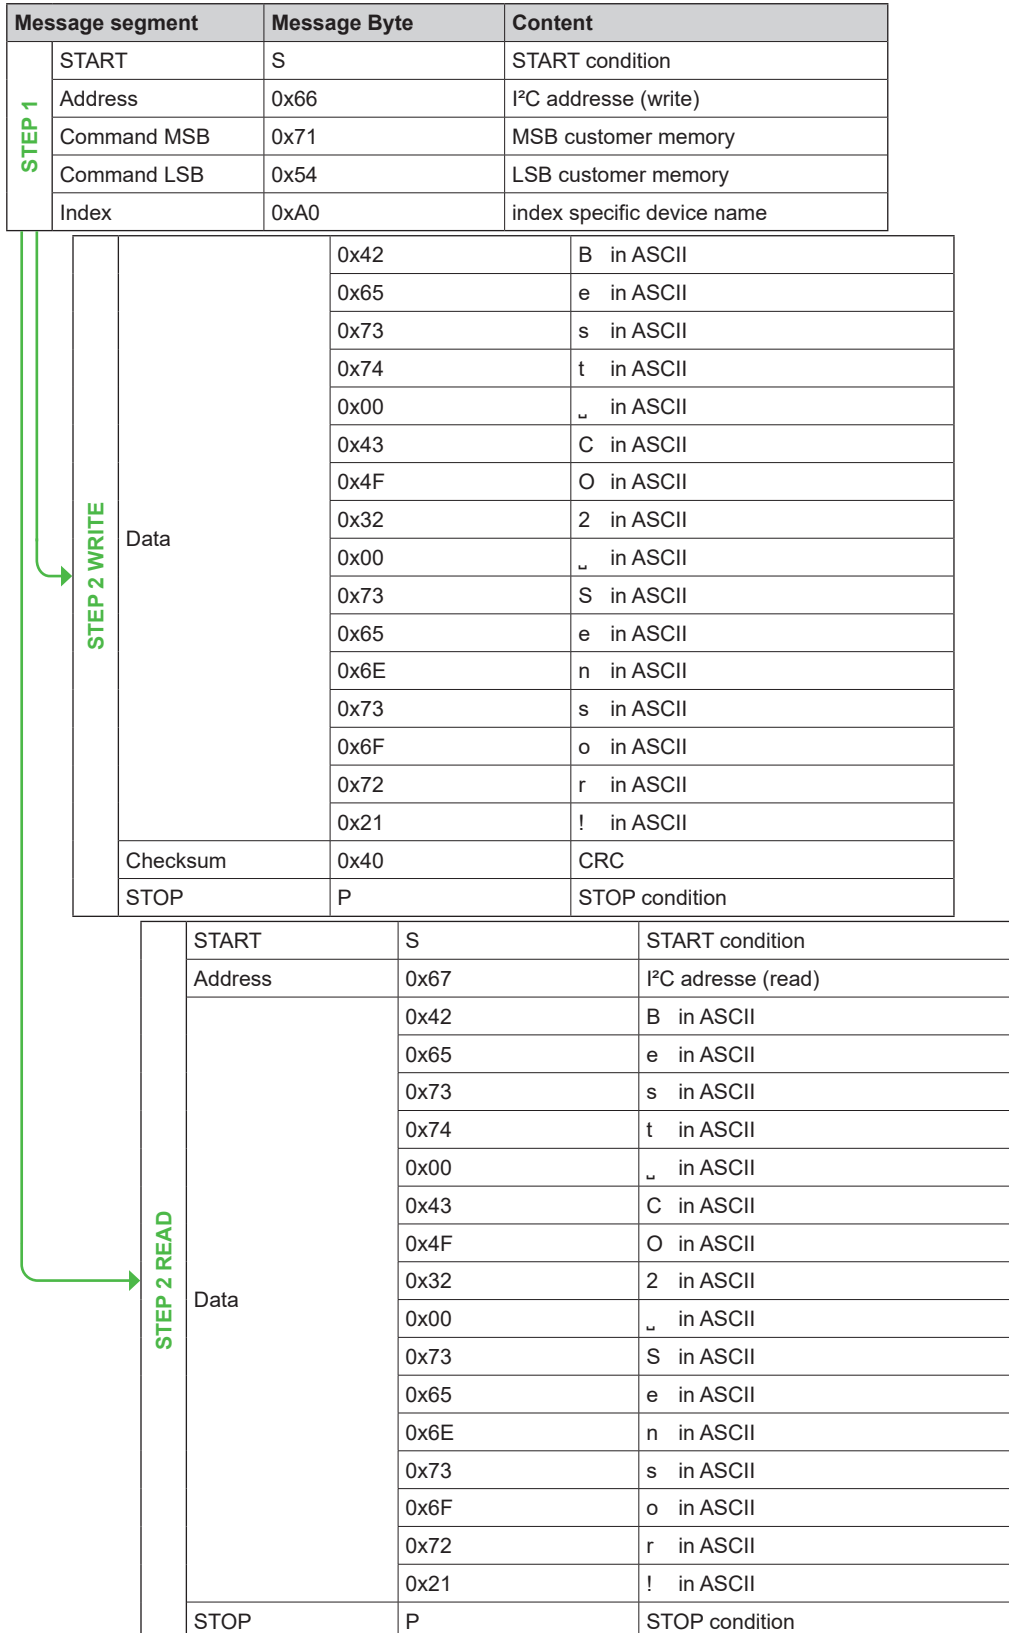 Message segment Message Byte Content
STEP 1
START S START condition
Address 0x66 I²C addresse (write)
Command MSB 0x71 MSB customer memory
Command LSB 0x54 LSB customer memory
Index 0xA0 index specific device name
STEP 2 WRITE
Data
0x42 B in ASCII
0x65 e in ASCII
0x73 s in ASCII
0x74 t in ASCII
0x00 ˽ in ASCII
0x43 C in ASCII
0x4F O in ASCII
0x32 2 in ASCII
0x00 ˽ in ASCII
0x73 S in ASCII
0x65 e in ASCII
0x6E n in ASCII
0x73 s in ASCII
0x6F o in ASCII
0x72 r in ASCII
0x21 ! in ASCII
Checksum 0x40 CRC
STOP P STOP condition
STEP 2 READ
START S START condition
Address 0x67 I²C adresse (read)
Data
0x42 B in ASCII
0x65 e in ASCII
0x73 s in ASCII
0x74 t in ASCII
0x00 ˽ in ASCII
0x43 C in ASCII
0x4F O in ASCII
0x32 2 in ASCII
0x00 ˽ in ASCII
0x73 S in ASCII
0x65 e in ASCII
0x6E n in ASCII
0x73 s in ASCII
0x6F o in ASCII
0x72 r in ASCII
0x21 ! in ASCII
STOP P STOP condition